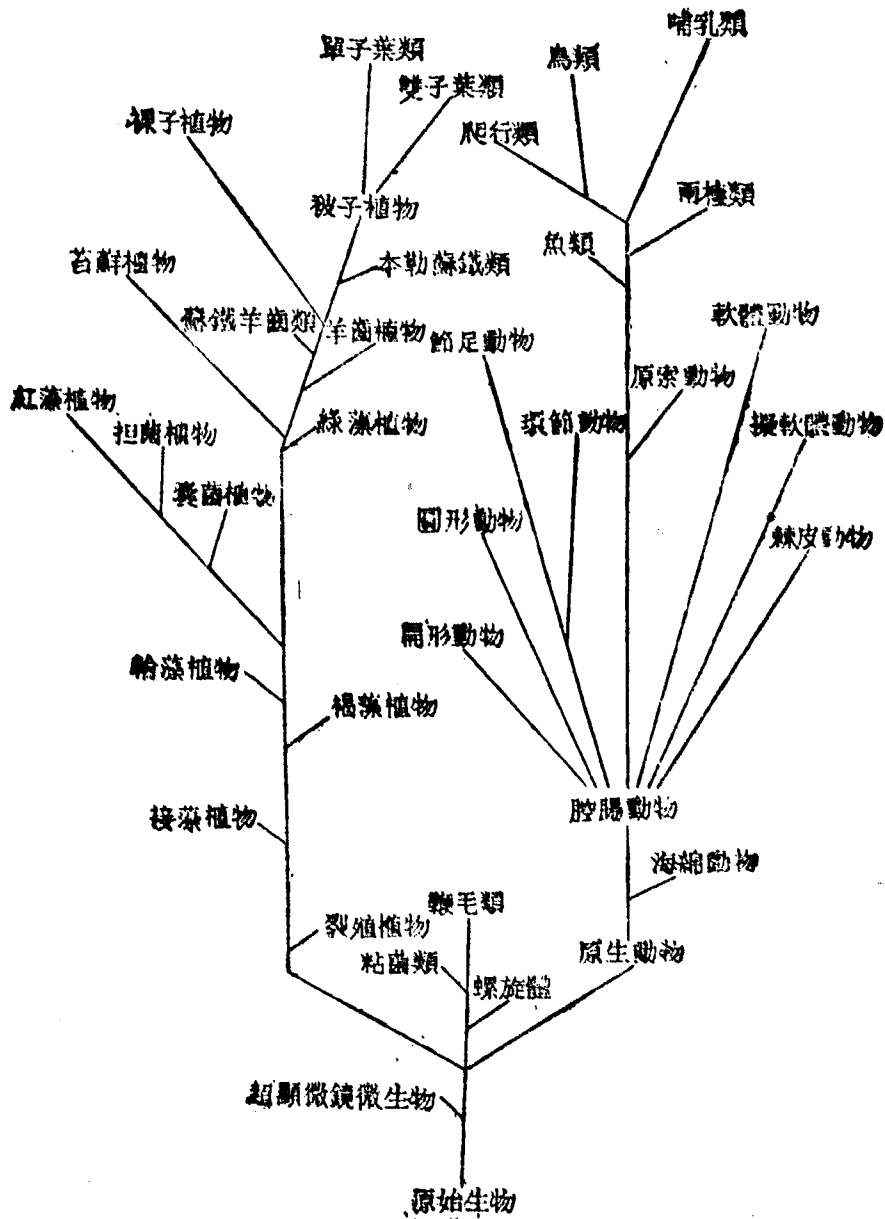 哺乳類
單子葉類
鳥類
雙子葉類
裸子植物
爬行類
兩棲類
被子植物
魚類
苔蘚植物
本勒蘇鐵類
蘇鐵羊齒類
羊齒植物
節足動物
軟體動物
原索動物
紅藻植物
担菌植物
綠藻植物
環節動物
擬軟體動物
囊菌植物
圓形動物
棘皮動物
扁形動物
輪藻植物
褐藻植物
接藻植物
腔腸動物
海綿動物
鞭毛類
裂殖植物
粘菌類
原生動物
螺旋體
超顯微鏡微生物
原始生物